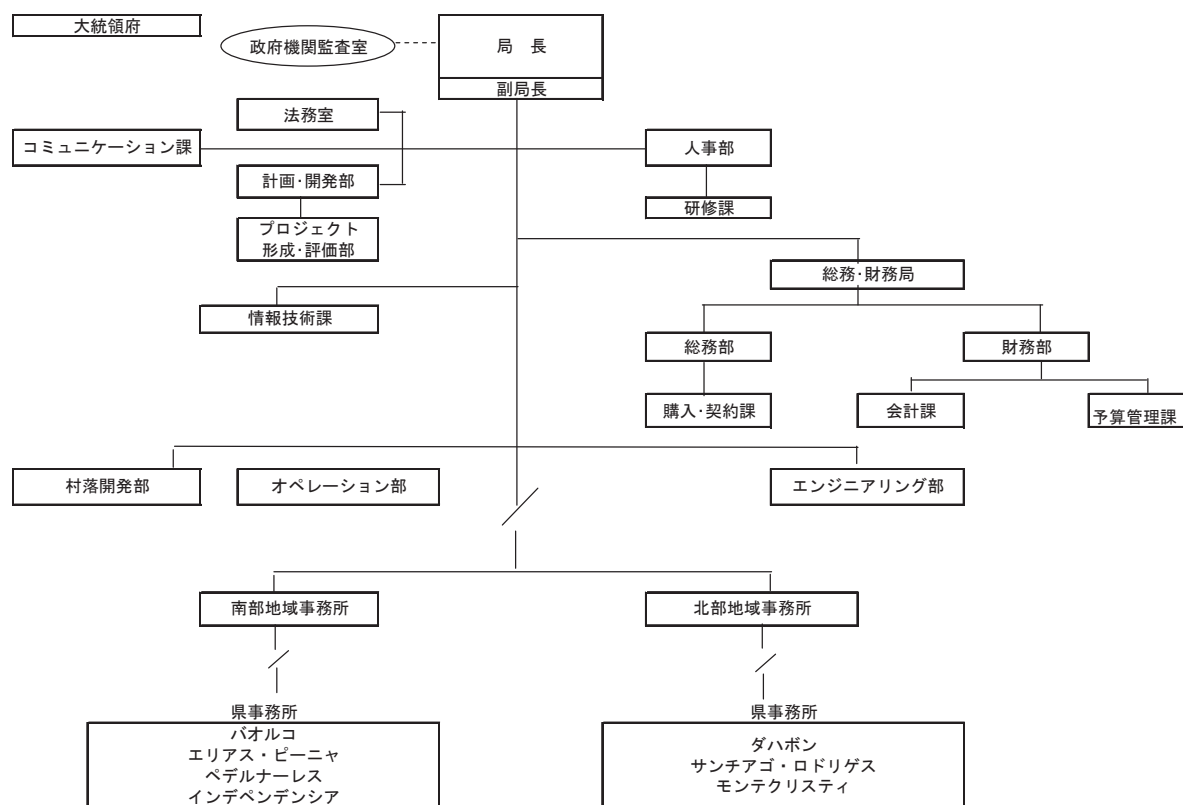 大統領府
政府機関監査室
局　長
副局長
法務室
コミュニケーション課
人事部
計画・開発部
研修課
プロジェクト
形成・評価部
総務・財務局
情報技術課
総務部
財務部
購入・契約課
会計課
予算管理課
村落開発部
オペレーション部
エンジニアリング部
南部地域事務所
北部地域事務所
県事務所
バオルコ
エリアス・ピーニャ
ペデルナーレス
インデペンデンシア
県事務所
ダハボン
サンチアゴ・ロドリゲス
モンテクリスティ